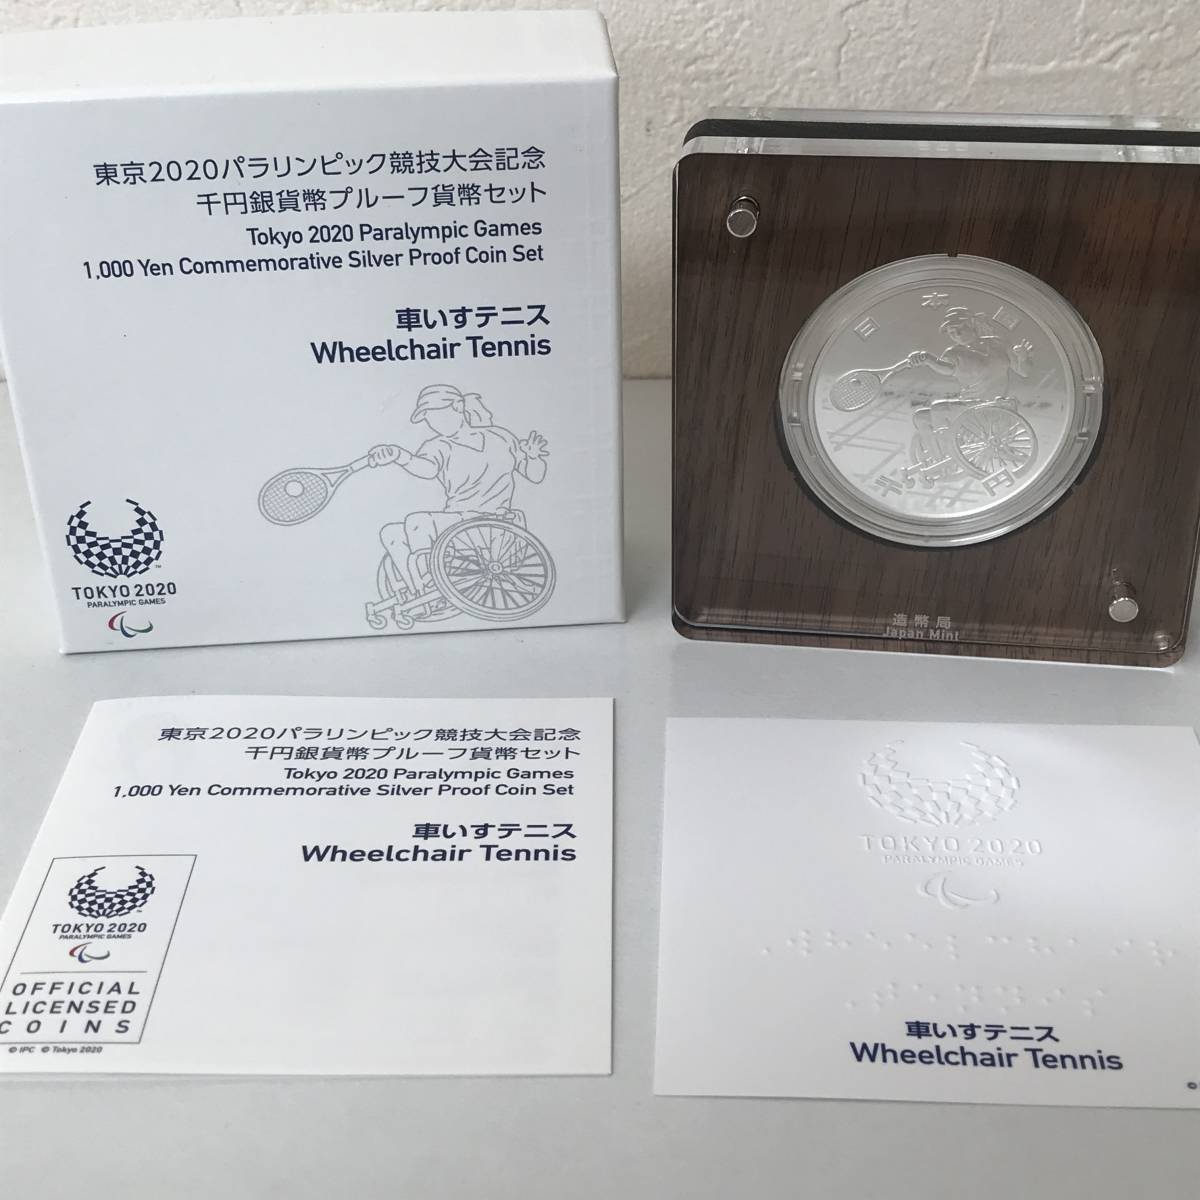 東京2020パラリンピック競技大会記念
千円銀貨幣プルーフ貨幣セット
Tokyo 2020 Paralympic Games
1,000 Yen Commemorative Silver Proof Coin Set
車いすテニス
Wheelchair Tennis
TOKYO 2020
PARALYMPIC GAMES
日本国
千円
造幣局
Japan Mint
東京2020パラリンピック競技大会記念
千円銀貨幣プルーフ貨幣セット
Tokyo 2020 Paralympic Games
1,000 Yen Commemorative Silver Proof Coin Set
車いすテニス
Wheelchair Tennis
TOKYO 2020
PARALYMPIC GAMES
OFFICIAL
LICENSED
COINS
© IPC © Tokyo 2020
TOKYO 2020
PARALYMPIC GAMES
車いすテニス
Wheelchair Tennis